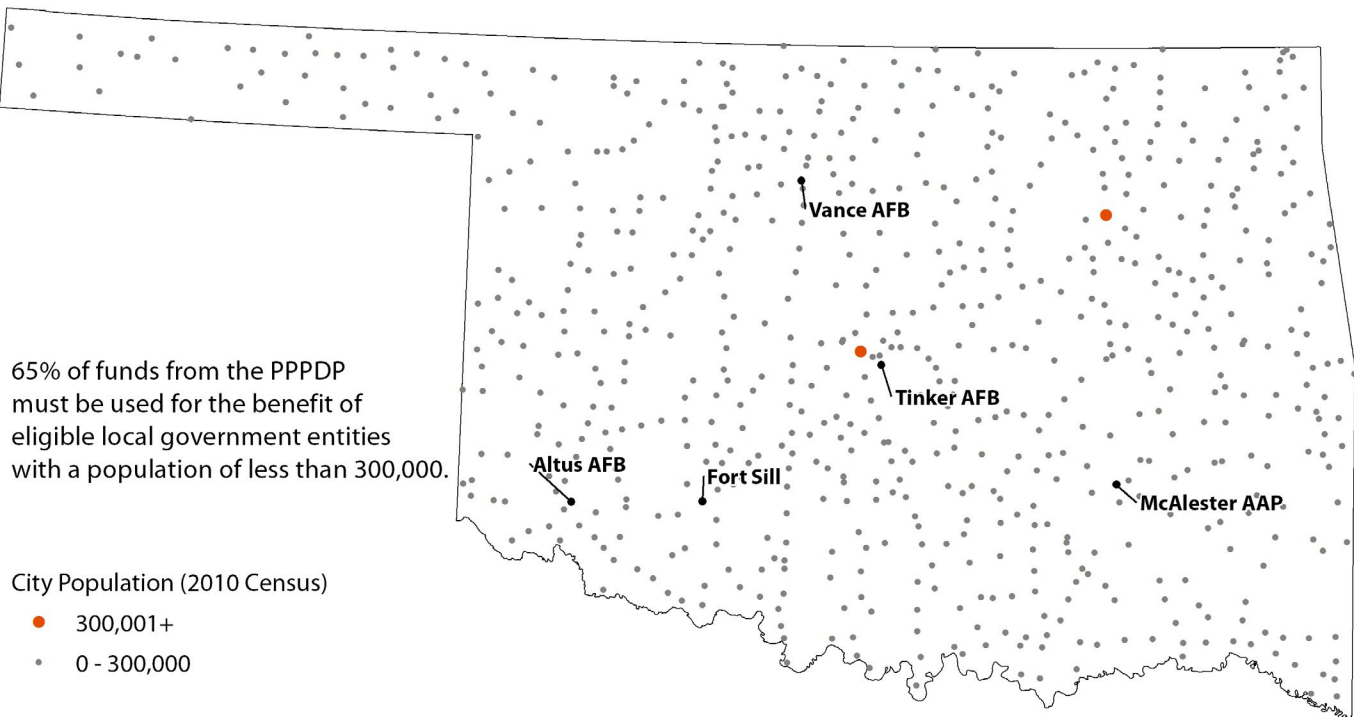 Vance AFB
Tinker AFB
Altus AFB
Fort Sill
McAlester AAP
65% of funds from the PPPDP
must be used for the benefit of
eligible local government entities
with a population of less than 300,000.
City Population (2010 Census)
300,001+
0 - 300,000